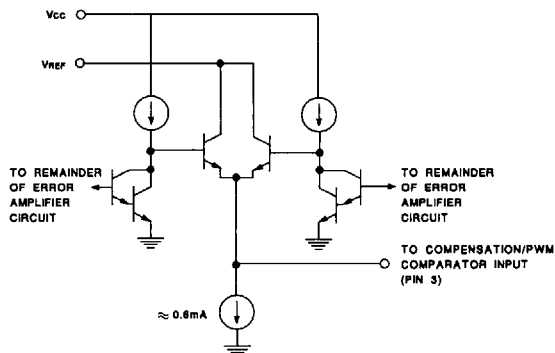 VCC
VREF
TO REMAINDER
OF ERROR
AMPLIFIER
CIRCUIT
TO REMAINDER
OF ERROR
AMPLIFIER
CIRCUIT
TO COMPENSATION/PWM
COMPARATOR INPUT
(PIN 3)
≈ 0.6mA